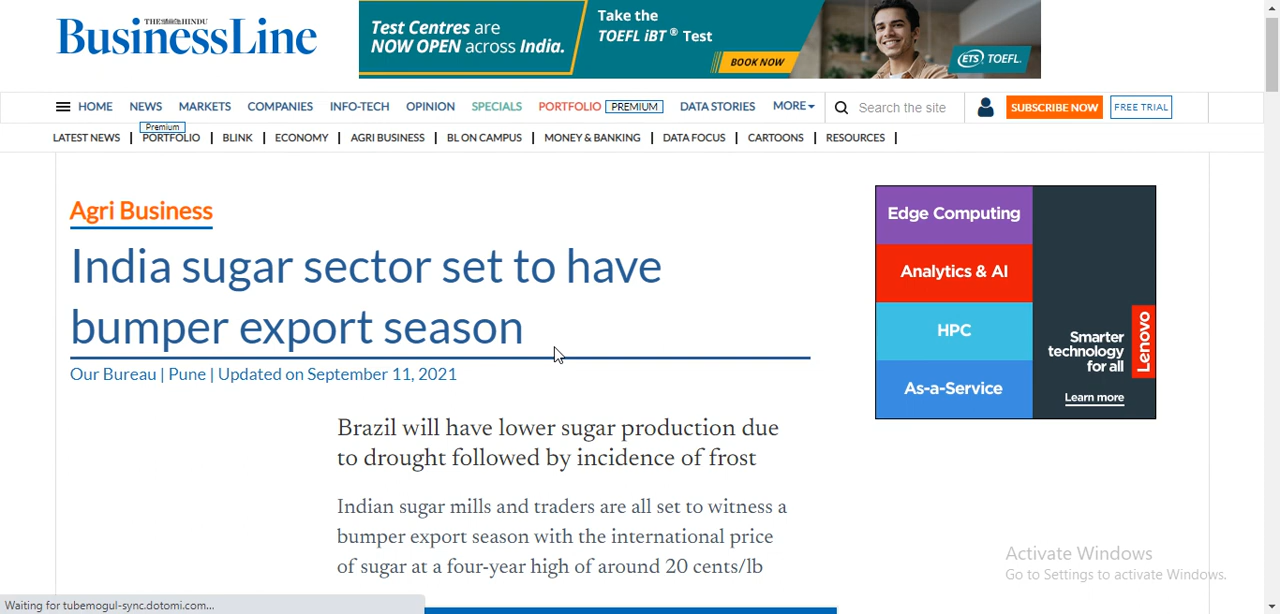 THE HINDU
BusinessLine
Test Centres are
NOW OPEN across India.
Take the
TOEFL iBT ® Test
BOOK NOW
ETS TOEFL.
HOME NEWS MARKETS COMPANIES INFO-TECH OPINION SPECIALS PORTFOLIO PREMIUM DATA STORIES MORE Search the site SUBSCRIBE NOW FREE TRIAL
Premium
LATEST NEWS | PORTFOLIO | BLINK | ECONOMY | AGRI BUSINESS | BL ON CAMPUS | MONEY & BANKING | DATA FOCUS | CARTOONS | RESOURCES |
Agri Business
India sugar sector set to have
bumper export season
Our Bureau | Pune | Updated on September 11, 2021
Brazil will have lower sugar production due
to drought followed by incidence of frost
Indian sugar mills and traders are all set to witness a
bumper export season with the international price
of sugar at a four-year high of around 20 cents/lb
Edge Computing
Analytics & AI
HPC
As-a-Service
Smarter
technology
for all
Learn more
Lenovo
Activate Windows
Go to Settings to activate Windows.
Waiting for tubemogul-sync.dotomi.com...